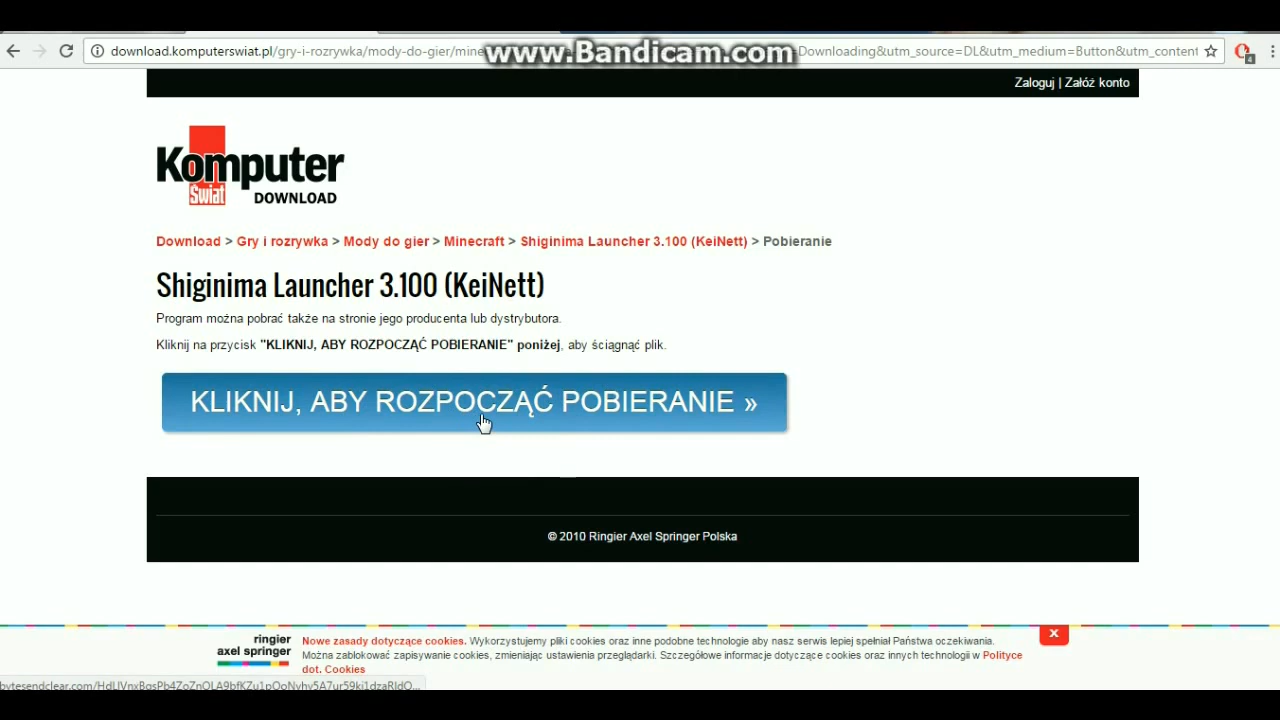 www.Bandicam.com
download.komputerswiat.pl/gry-i-rozrywka/mody-do-gier/mine
=Downloading&utm_source=DL&utm_medium=Button&utm_content
4
Zaloguj | Załóż konto
Komputer
Świat
DOWNLOAD
Download > Gry i rozrywka > Mody do gier > Minecraft > Shiginima Launcher 3.100 (KeiNett) > Pobieranie
Shiginima Launcher 3.100 (KeiNett)
Program można pobrać także na stronie jego producenta lub dystrybutora.
Kliknij na przycisk "KLIKNIJ, ABY ROZPOCZĄĆ POBIERANIE" poniżej, aby ściągnąć plik.
KLIKNIJ, ABY ROZPOCZĄĆ POBIERANIE »
© 2010 Ringier Axel Springer Polska
ringier
axel springer
Nowe zasady dotyczące cookies. Wykorzystujemy pliki cookies oraz inne podobne technologie aby nasz serwis lepiej spełniał Państwa oczekiwania.
Można zablokować zapisywanie cookies, zmieniając ustawienia przeglądarki. Szczegółowe informacje dotyczące cookies oraz innych technologii w Polityce
dot. Cookies